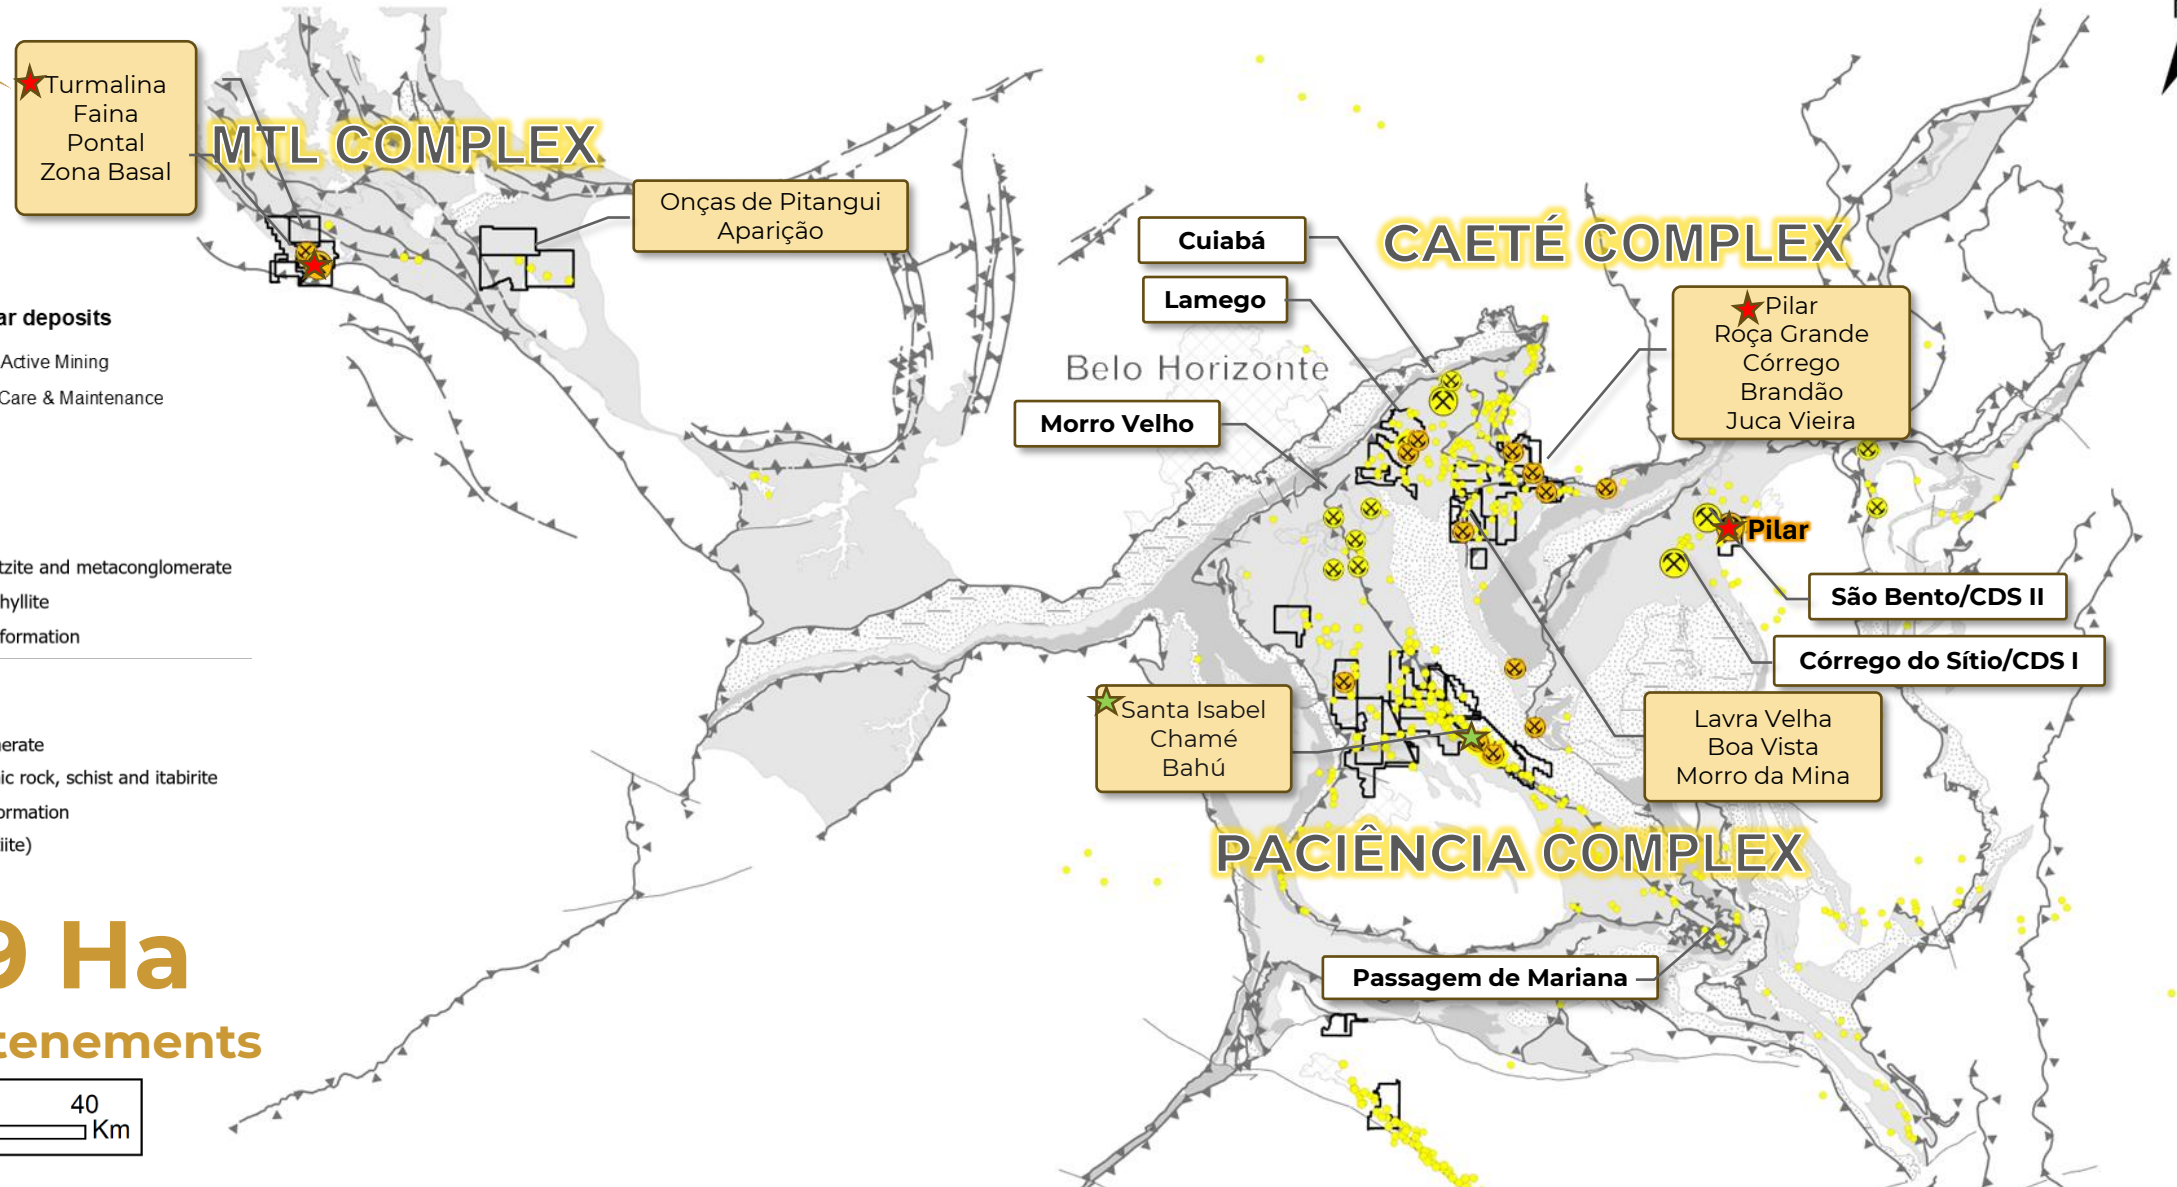 Turmalina
Faina
Pontal
Zona Basal
MTL COMPLEX
Onças de Pitangui
Aparição
ar deposits
Active Mining
Care & Maintenance
Cuiabá
Lamego
Belo Horizonte
Morro Velho
CAETÉ COMPLEX
Pilar
Roça Grande
Córrego
Brandão
Juca Vieira
Pilar
São Bento/CDS II
Córrego do Sítio/CDS I
tzite and metaconglomerate
hyllite
formation
Santa Isabel
Chamé
Bahú
Lavra Velha
Boa Vista
Morro da Mina
erate
ic rock, schist and itabirite
ormation
iite)
PACIÊNCIA COMPLEX
Passagem de Mariana
9 Ha
tenements
40
Km